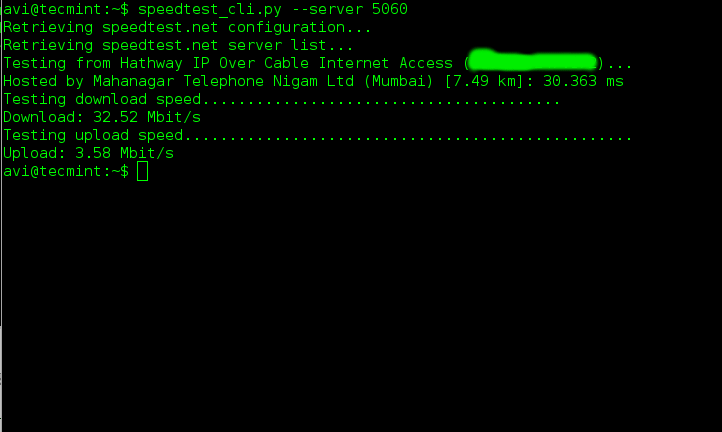 avi@tecmint:~$ speedtest_cli.py --server 5060
Retrieving speedtest.net configuration...
Retrieving speedtest.net server list...
Testing from Hathway IP Over Cable Internet Access ()...
Hosted by Mahanagar Telephone Nigam Ltd (Mumbai) [7.49 km]: 30.363 ms
Testing download speed........................................
Download: 32.52 Mbit/s
Testing upload speed..................................................
Upload: 3.58 Mbit/s
avi@tecmint:~$